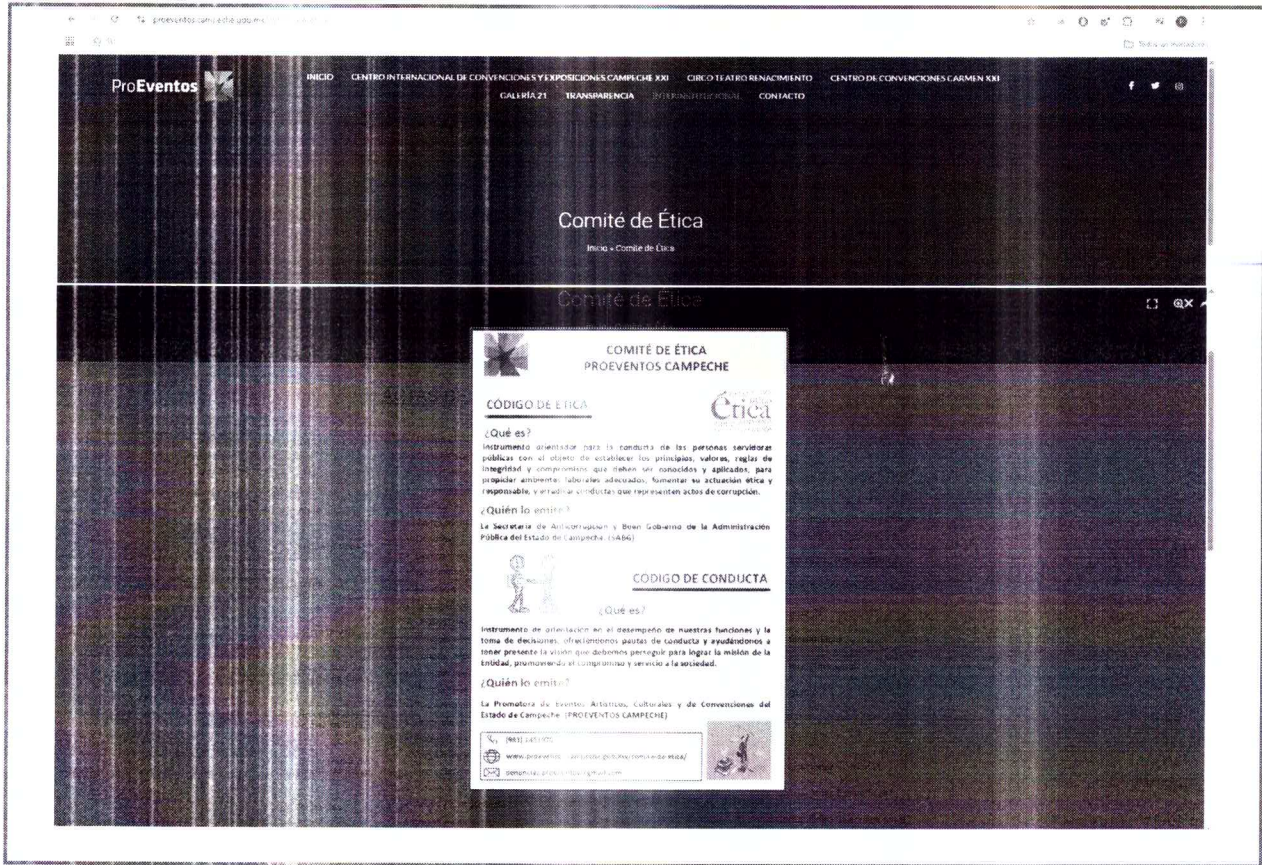 proeventos.campeche.gob.mx
ProEventos
INICIO CENTRO INTERNACIONAL DE CONVENCIONES Y EXPOSICIONES CAMPECHE XXI CIRCO TEATRO RENACIMIENTO CENTRO DE CONVENCIONES CARMEN XXI
GALERÍA 21 TRANSPARENCIA INTERINSTITUCIONAL CONTACTO
Comité de Ética
Inicio » Comité de Ética
Comité de Ética
COMITÉ DE ÉTICA
PROEVENTOS CAMPECHE
CÓDIGO DE ETICA
Ética
¿Qué es?
Instrumento orientador para la conducta de las personas servidoras
públicas con el objeto de establecer los principios, valores, reglas de
integridad y compromisos que deben ser conocidos y aplicados, para
propiciar ambientes laborales adecuados, fomentar su actuación ética y
responsable, y erradicar conductas que representen actos de corrupción.
¿Quién lo emite?
La Secretaría de Anticorrupción y Buen Gobierno de la Administración
Pública del Estado de Campeche. (SABG)
CODIGO DE CONDUCTA
¿Qué es?
Instrumento de orientación en el desempeño de nuestras funciones y la
toma de decisiones, ofreciéndonos pautas de conducta y ayudándonos a
tener presente la visión que debemos perseguir para lograr la misión de la
Entidad, promoviendo el compromiso y servicio a la sociedad.
¿Quién lo emite?
La Promotora de Eventos Artísticos, Culturales y de Convenciones del
Estado de Campeche. (PROEVENTOS CAMPECHE)
(981)